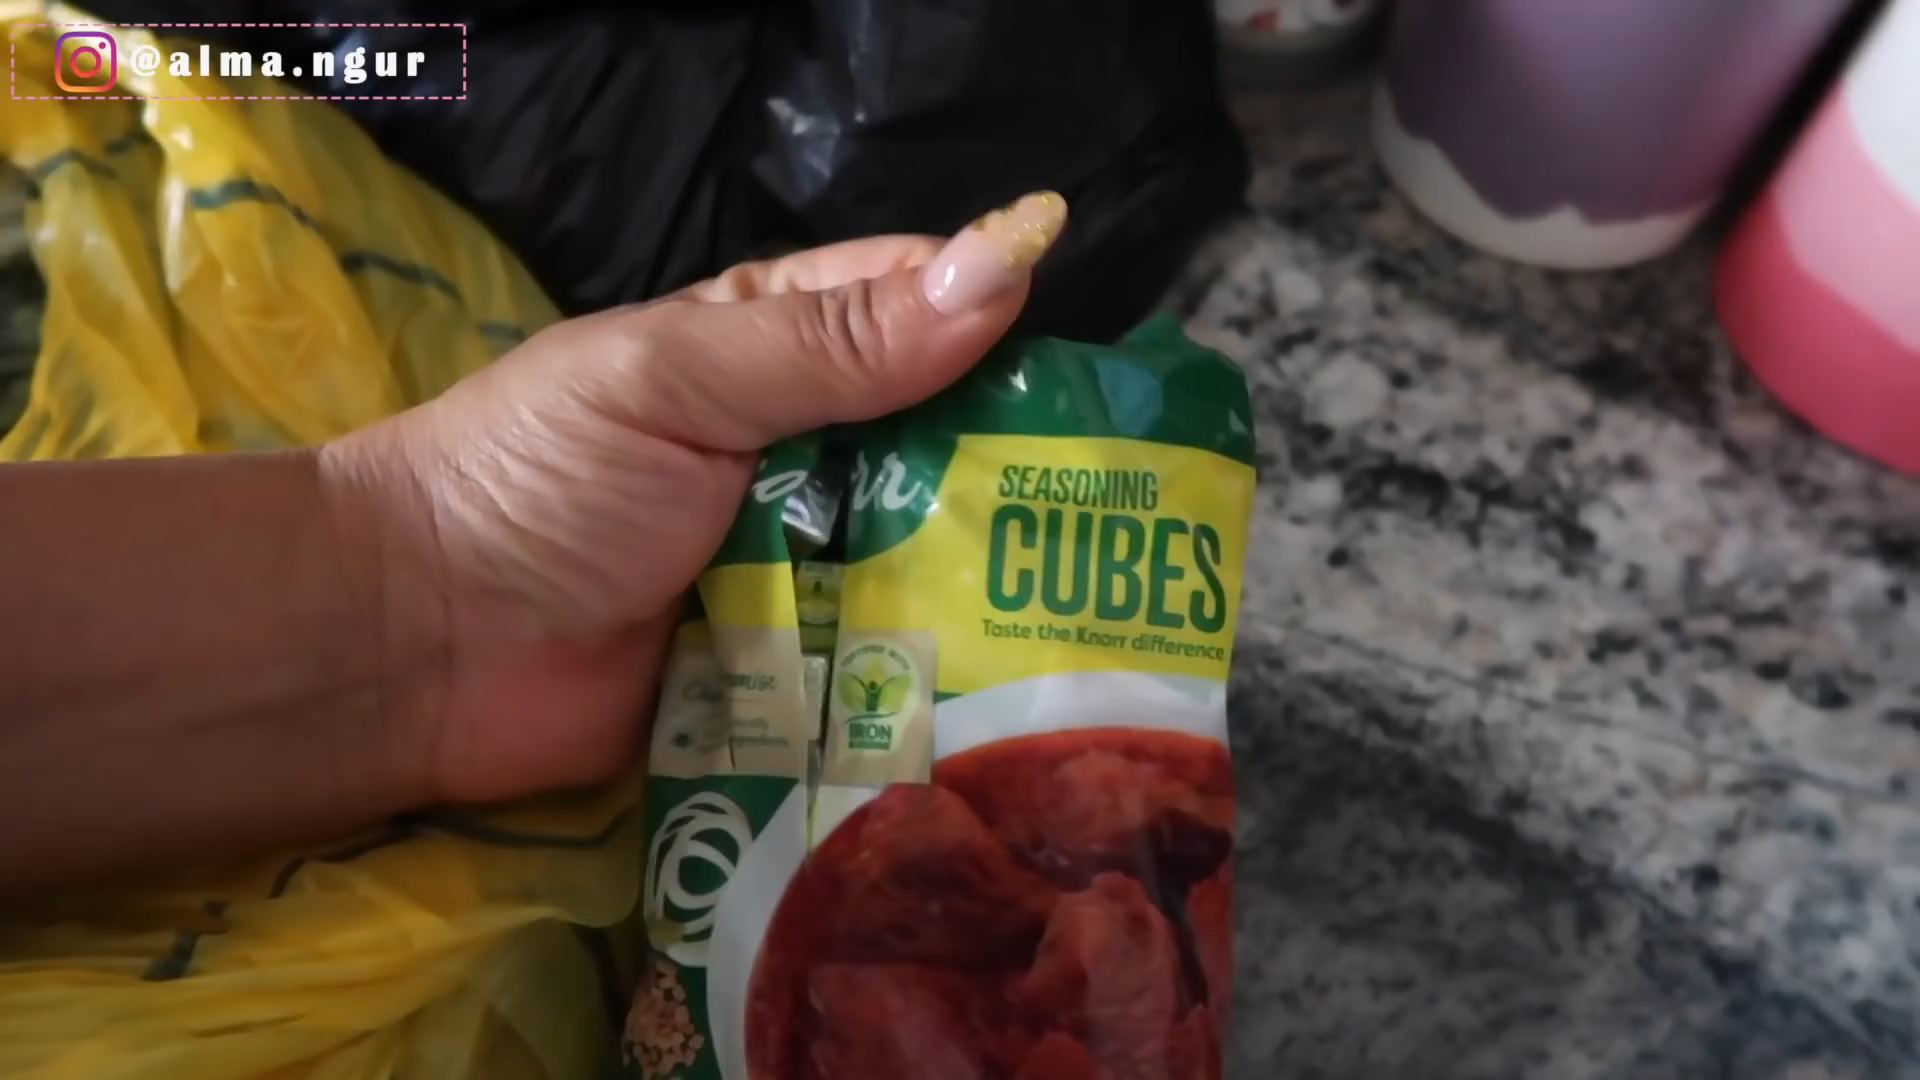 @alma.ngur
SEASONING
CUBES
Taste the Knorr difference
IRON